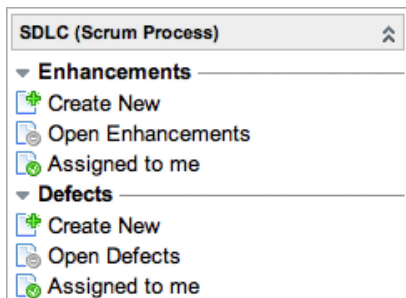 SDLC (Scrum Process)
Enhancements
Create New
Open Enhancements
Assigned to me
Defects
Create New
Open Defects
Assigned to me